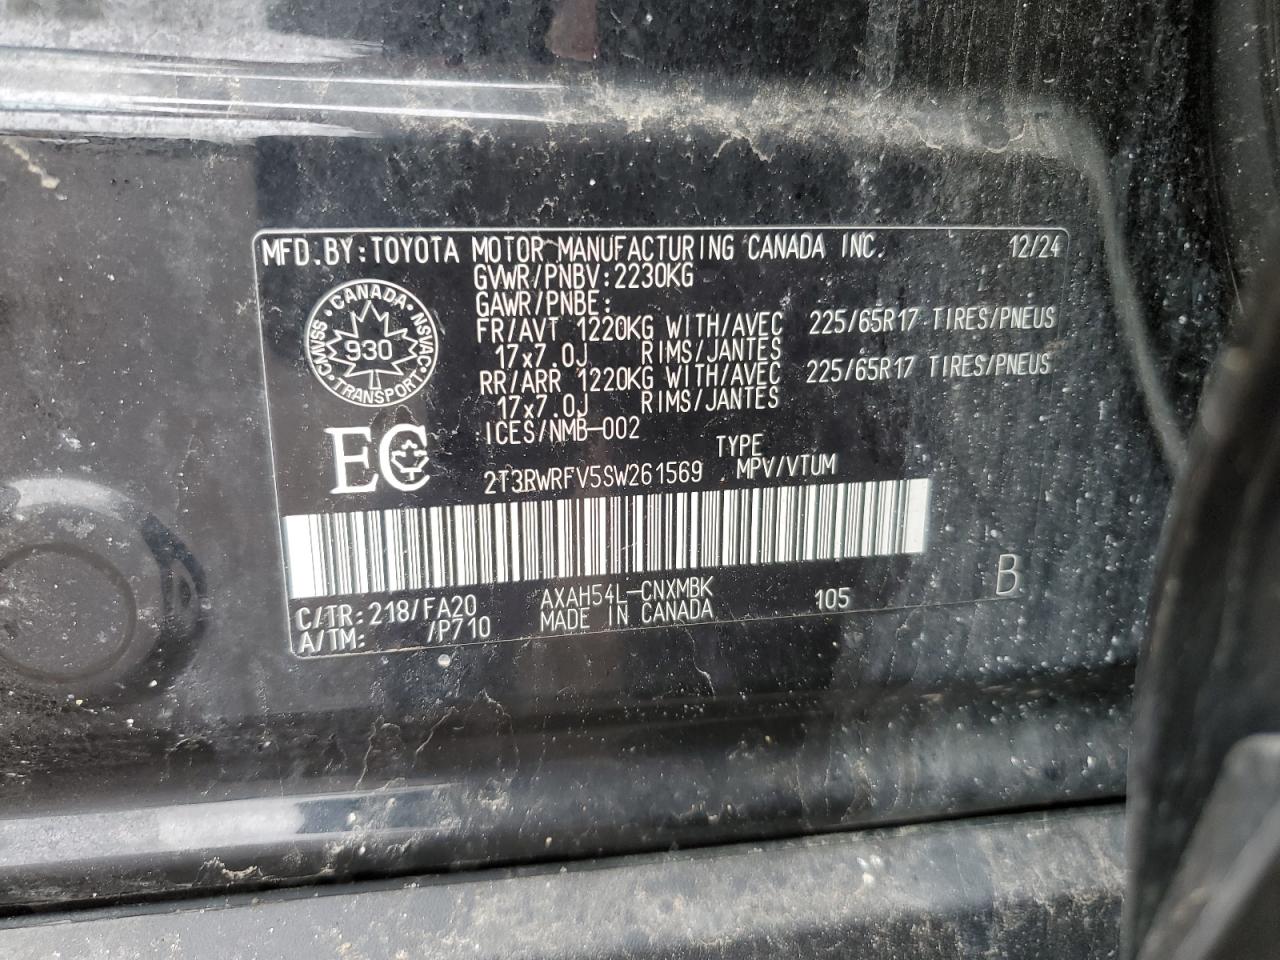 MFD.BY:TOYOTA MOTOR MANUFACTURING CANADA INC. 12/24
GVWR/PNBV:2230KG
GAWR/PNBE:
FR/AVT 1220KG WITH/AVEC 225/65R17 TIRES/PNEUS
17x7.0J RIMS/JANTES
RR/ARR 1220KG WITH/AVEC 225/65R17 TIRES/PNEUS
17x7.0J RIMS/JANTES
ICES/NMB-002
CANADA · NSVAC · TRANSPORT · CMVSS ·
930
EC
TYPE
2T3RWRFV5SW261569 MPV/VTUM
C/TR:218/FA20 AXAH54L-CNXMBK 105 B
A/TM: /P710 MADE IN CANADA